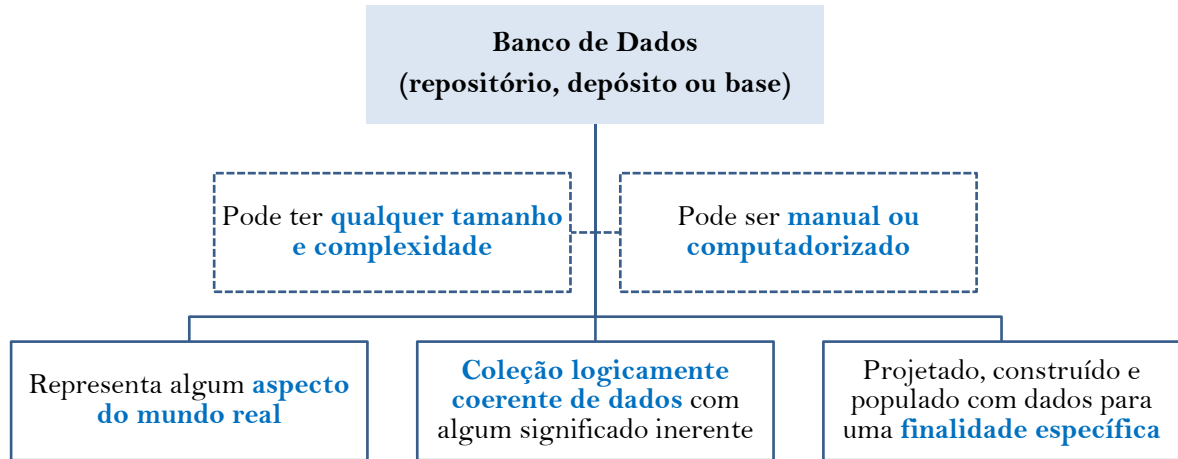 Banco de Dados
(repositório, depósito ou base)
Pode ter qualquer tamanho
e complexidade
Pode ser manual ou
computadorizado
Representa algum aspecto
do mundo real
Coleção logicamente
coerente de dados com
algum significado inerente
Projetado, construído e
populado com dados para
uma finalidade específica